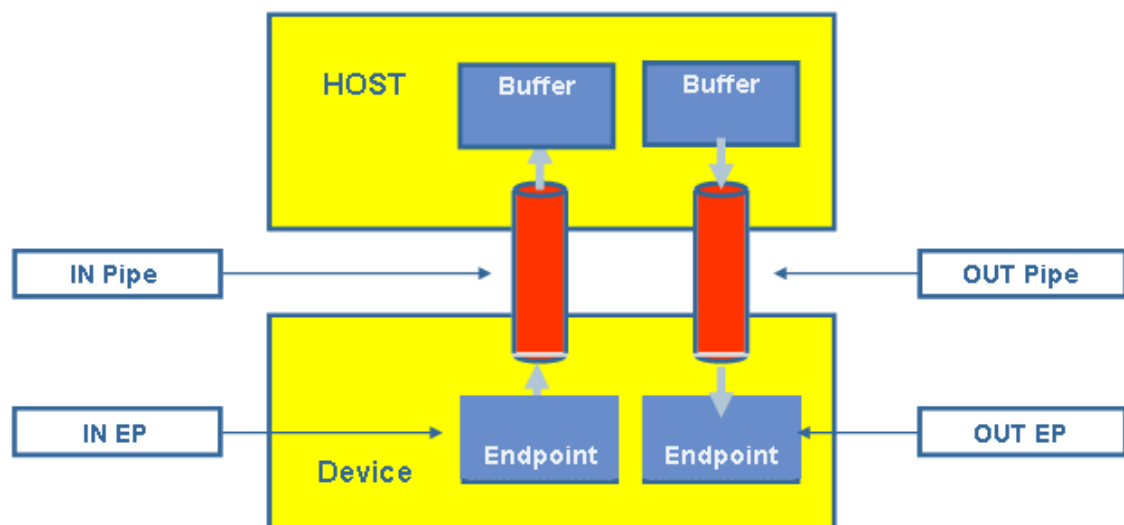 HOST
Buffer
Buffer
IN Pipe
OUT Pipe
IN EP
OUT EP
Endpoint
Endpoint
Device